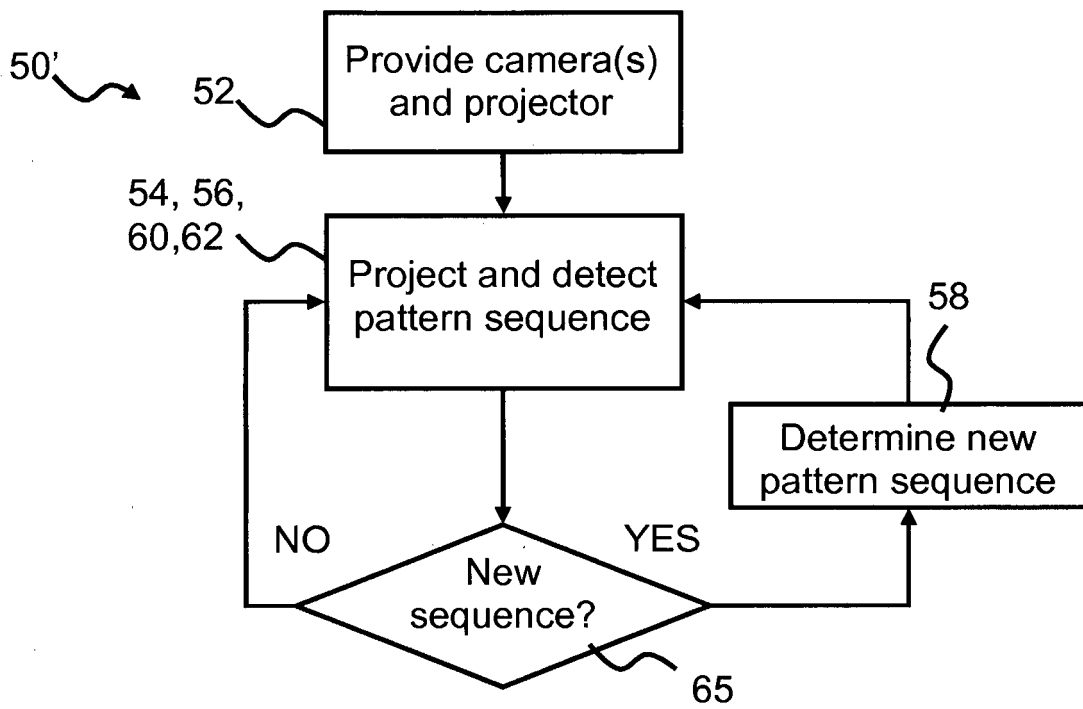 50’
52
Provide camera(s)
and projector
54, 56,
60,62
Project and detect
pattern sequence
58
Determine new
pattern sequence
NO
YES
New
sequence?
65